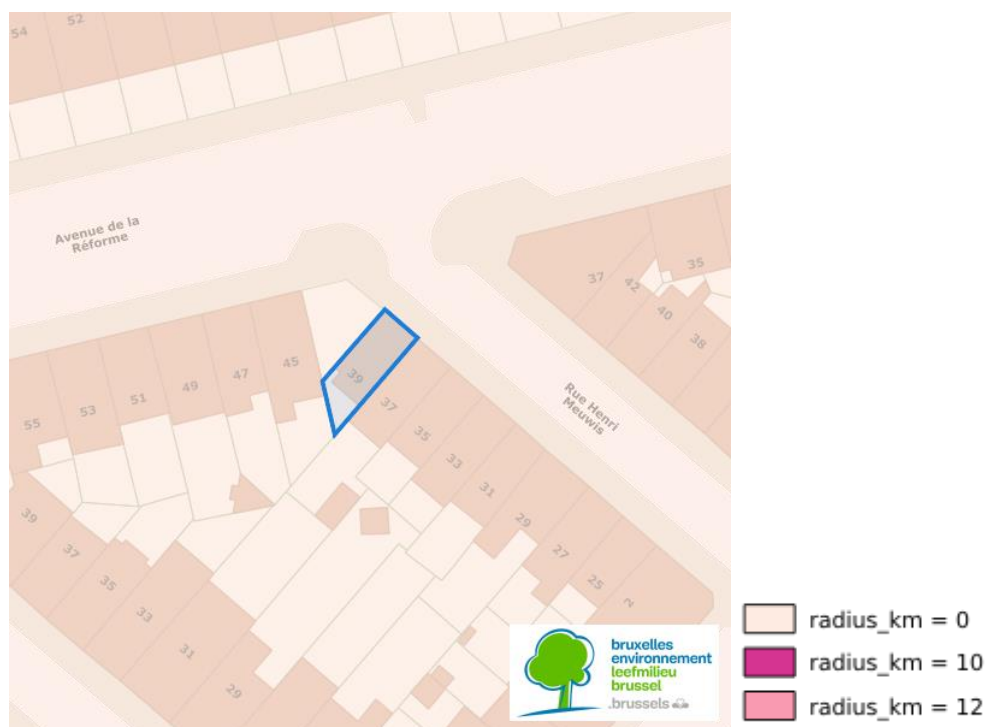 54
52
Avenue de la
Réforme
37
42
35
40
38
45
47
49
51
53
55
39
37
35
33
31
29
27
25
2
Rue Henri
Meuwis
39
37
35
33
31
29
bruxelles
environnement
leefmilieu
brussel
.brussels
radius_km = 0
radius_km = 10
radius_km = 12